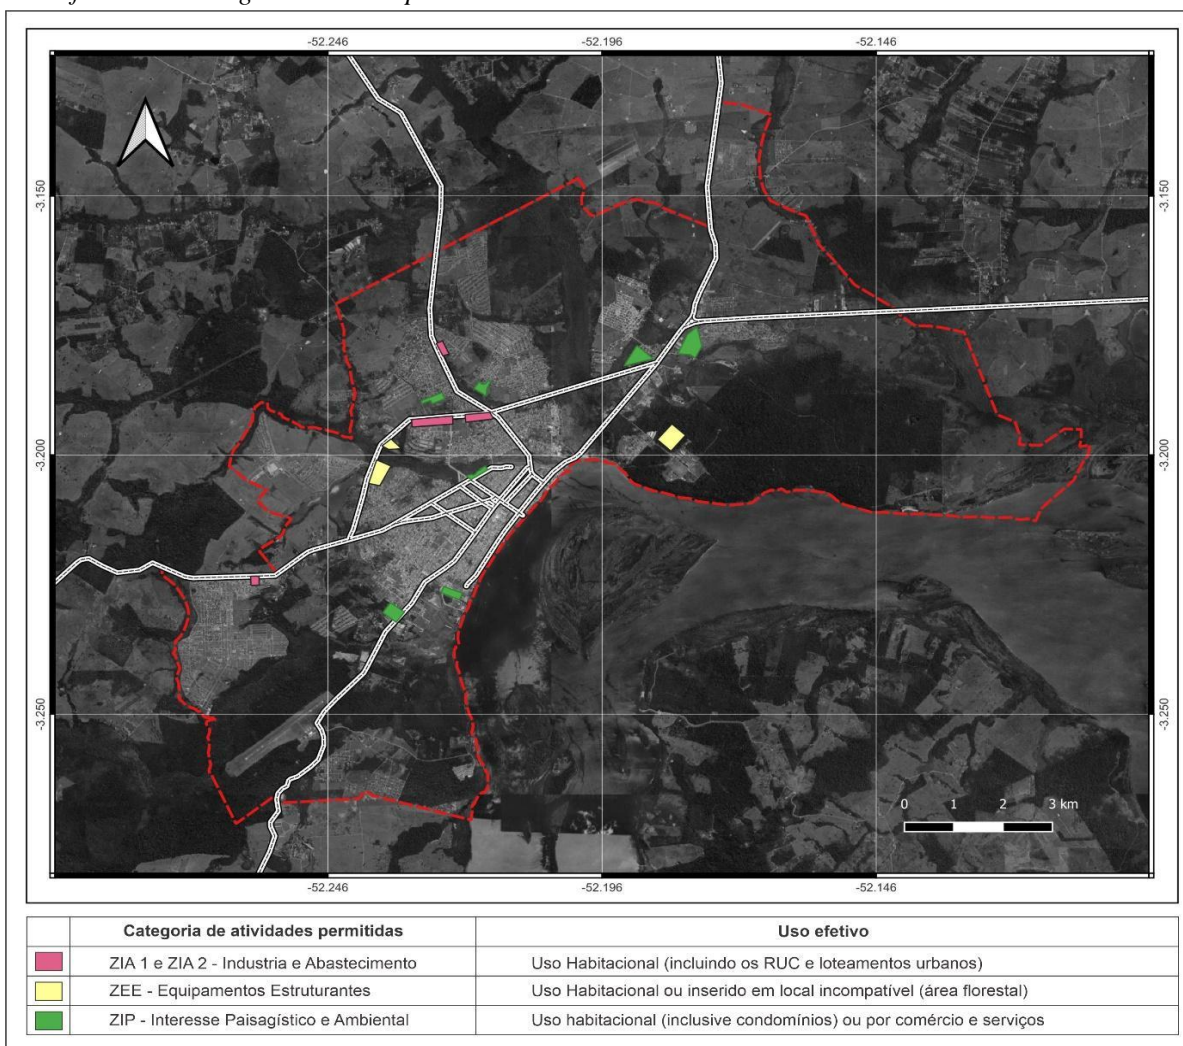 -52.246 -52.196 -52.146
-3.150 -3.150
-3.200 -3.200
-3.250 -3.250
0 1 2 3 km
-52.246 -52.196 -52.146
Categoria de atividades permitidas Uso efetivo
ZIA 1 e ZIA 2 - Industria e Abastecimento Uso Habitacional (incluindo os RUC e loteamentos urbanos)
ZEE - Equipamentos Estruturantes Uso Habitacional ou inserido em local incompatível (área florestal)
ZIP - Interesse Paisagístico e Ambiental Uso habitacional (inclusive condomínios) ou por comércio e serviços